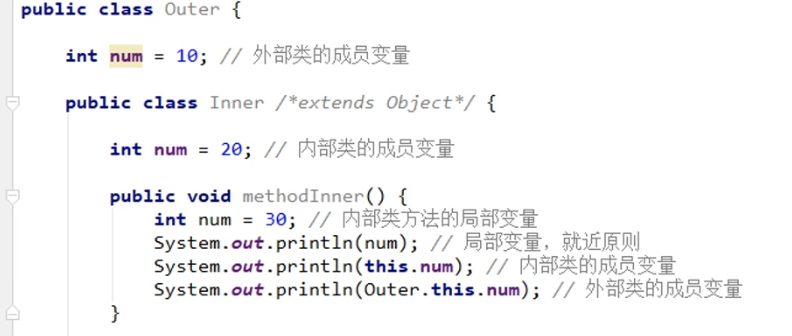 public class Outer {
int num = 10; // 外部类的成员变量
public class Inner /*extends Object*/ {
int num = 20; // 内部类的成员变量
public void methodInner() {
int num = 30; // 内部类方法的局部变量
System.out.println(num); // 局部变量，就近原则
System.out.println(this.num); // 内部类的成员变量
System.out.println(Outer.this.num); // 外部类的成员变量
}